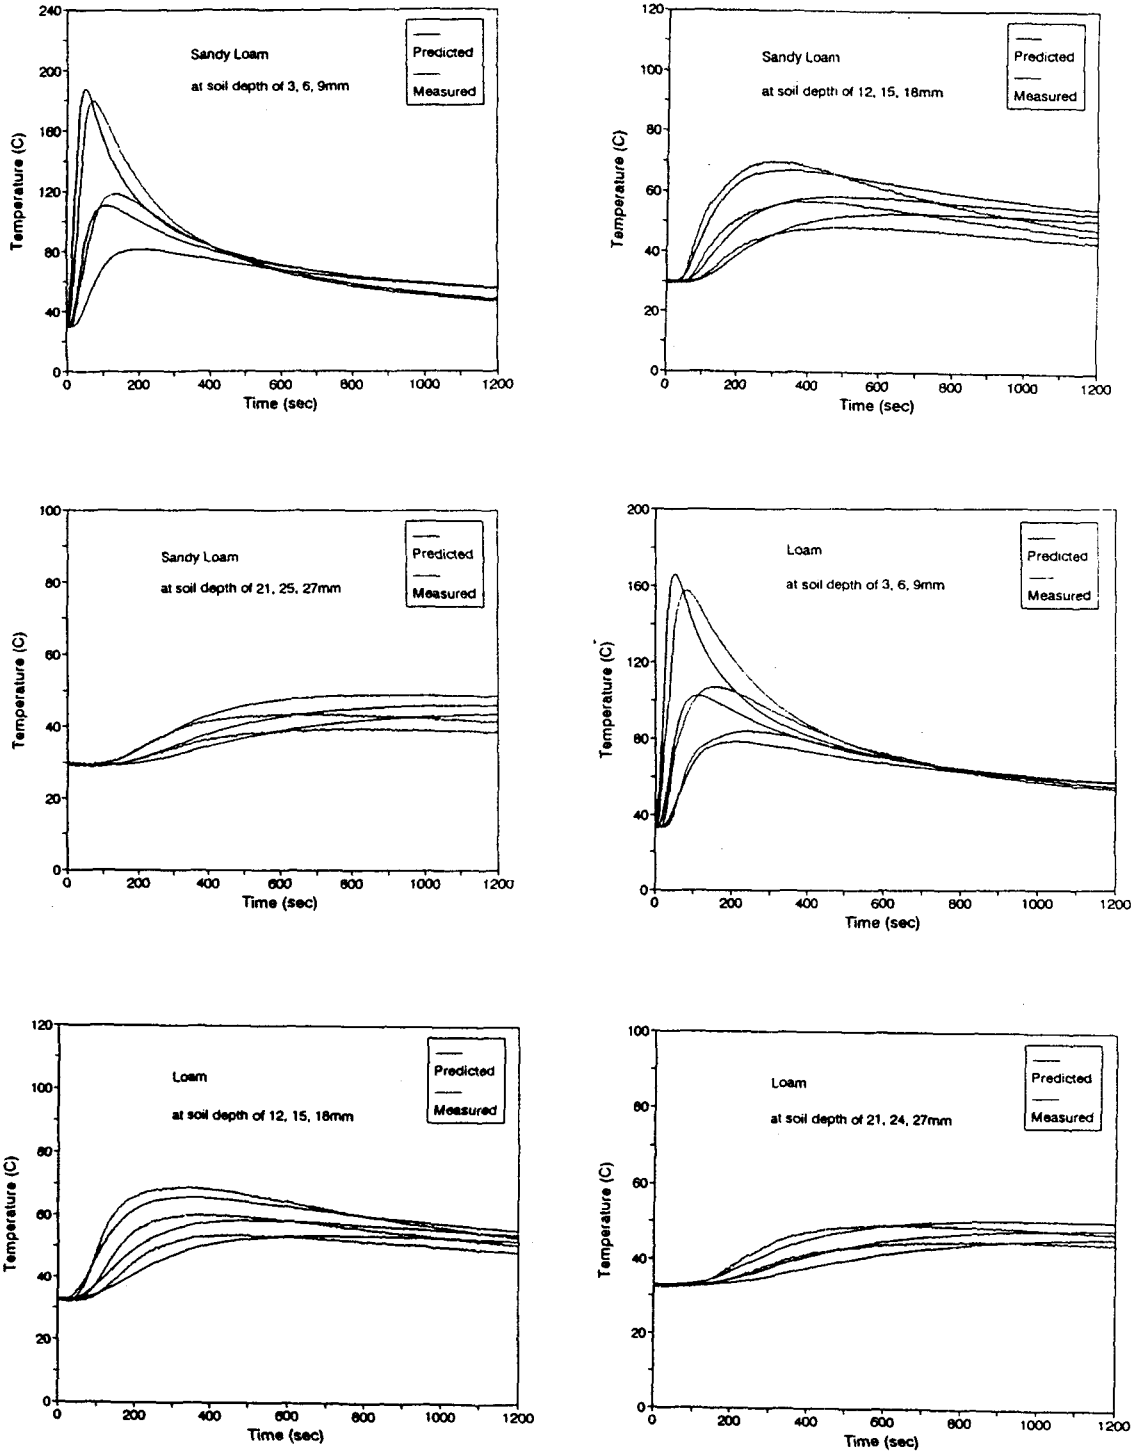 240
200
160
120
80
40
0
Temperature (C)
Sandy Loam
at soil depth of 3, 6, 9mm
Predicted
Measured
0 200 400 600 800 1000 1200
Time (sec)
120
100
80
60
40
20
0
Temperature (C)
Sandy Loam
at soil depth of 12, 15, 18mm
Predicted
Measured
0 200 400 600 800 1000 1200
Time (sec)
100
80
60
40
20
0
Temperature (C)
Sandy Loam
at soil depth of 21, 25, 27mm
Predicted
Measured
0 200 400 600 800 1000 1200
Time (sec)
200
160
120
80
40
0
Temperature (C)
Loam
at soil depth of 3, 6, 9mm
Predicted
Measured
0 200 400 600 800 1000 1200
Time (sec)
120
100
80
60
40
20
0
Temperature (C)
Loam
at soil depth of 12, 15, 18mm
Predicted
Measured
0 200 400 600 800 1000 1200
Time (sec)
100
80
60
40
20
0
Temperature (C)
Loam
at soil depth of 21, 24, 27mm
Predicted
Measured
0 200 400 600 800 1000 1200
Time (sec)